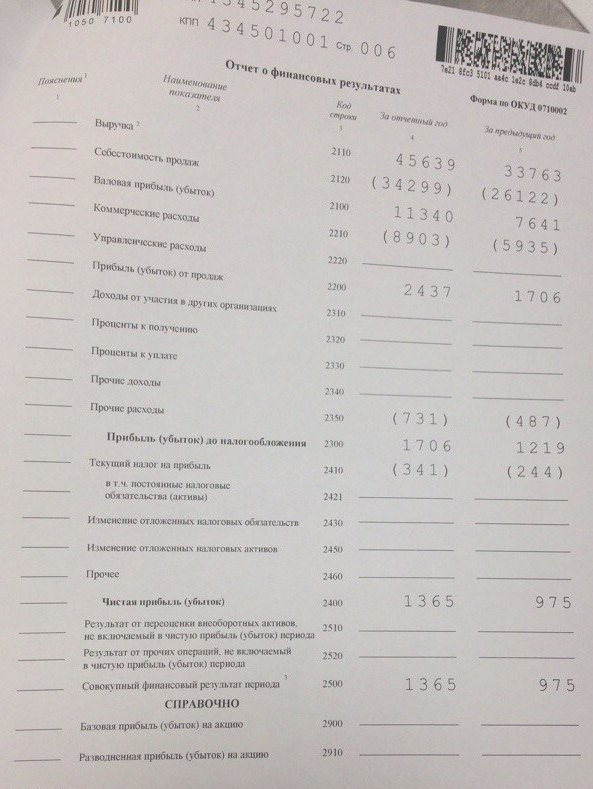 1050 7100
1345295722
КПП 434501001 Стр. 006
7e21 8fc3 5101 aa4c 1e2c 8db4 ccdf 10eb
Отчет о финансовых результатах
Форма по ОКУД 0710002
Пояснения 1 Наименование показателя Код строки За отчетный год За предыдущий год
1 2 3 4 5
Выручка 2 2110 45639 33763
Себестоимость продаж 2120 (34299) (26122)
Валовая прибыль (убыток) 2100 11340 7641
Коммерческие расходы 2210 (8903) (5935)
Управленческие расходы 2220
Прибыль (убыток) от продаж 2200 2437 1706
Доходы от участия в других организациях 2310
Проценты к получению 2320
Проценты к уплате 2330
Прочие доходы 2340
Прочие расходы 2350 (731) (487)
Прибыль (убыток) до налогообложения 2300 1706 1219
Текущий налог на прибыль 2410 (341) (244)
в т.ч. постоянные налоговые
обязательства (активы) 2421
Изменение отложенных налоговых обязательств 2430
Изменение отложенных налоговых активов 2450
Прочее 2460
Чистая прибыль (убыток) 2400 1365 975
Результат от переоценки внеоборотных активов,
не включаемый в чистую прибыль (убыток) периода 2510
Результат от прочих операций, не включаемый
в чистую прибыль (убыток) периода 2520
Совокупный финансовый результат периода 3 2500 1365 975
СПРАВОЧНО
Базовая прибыль (убыток) на акцию 2900
Разводненная прибыль (убыток) на акцию 2910